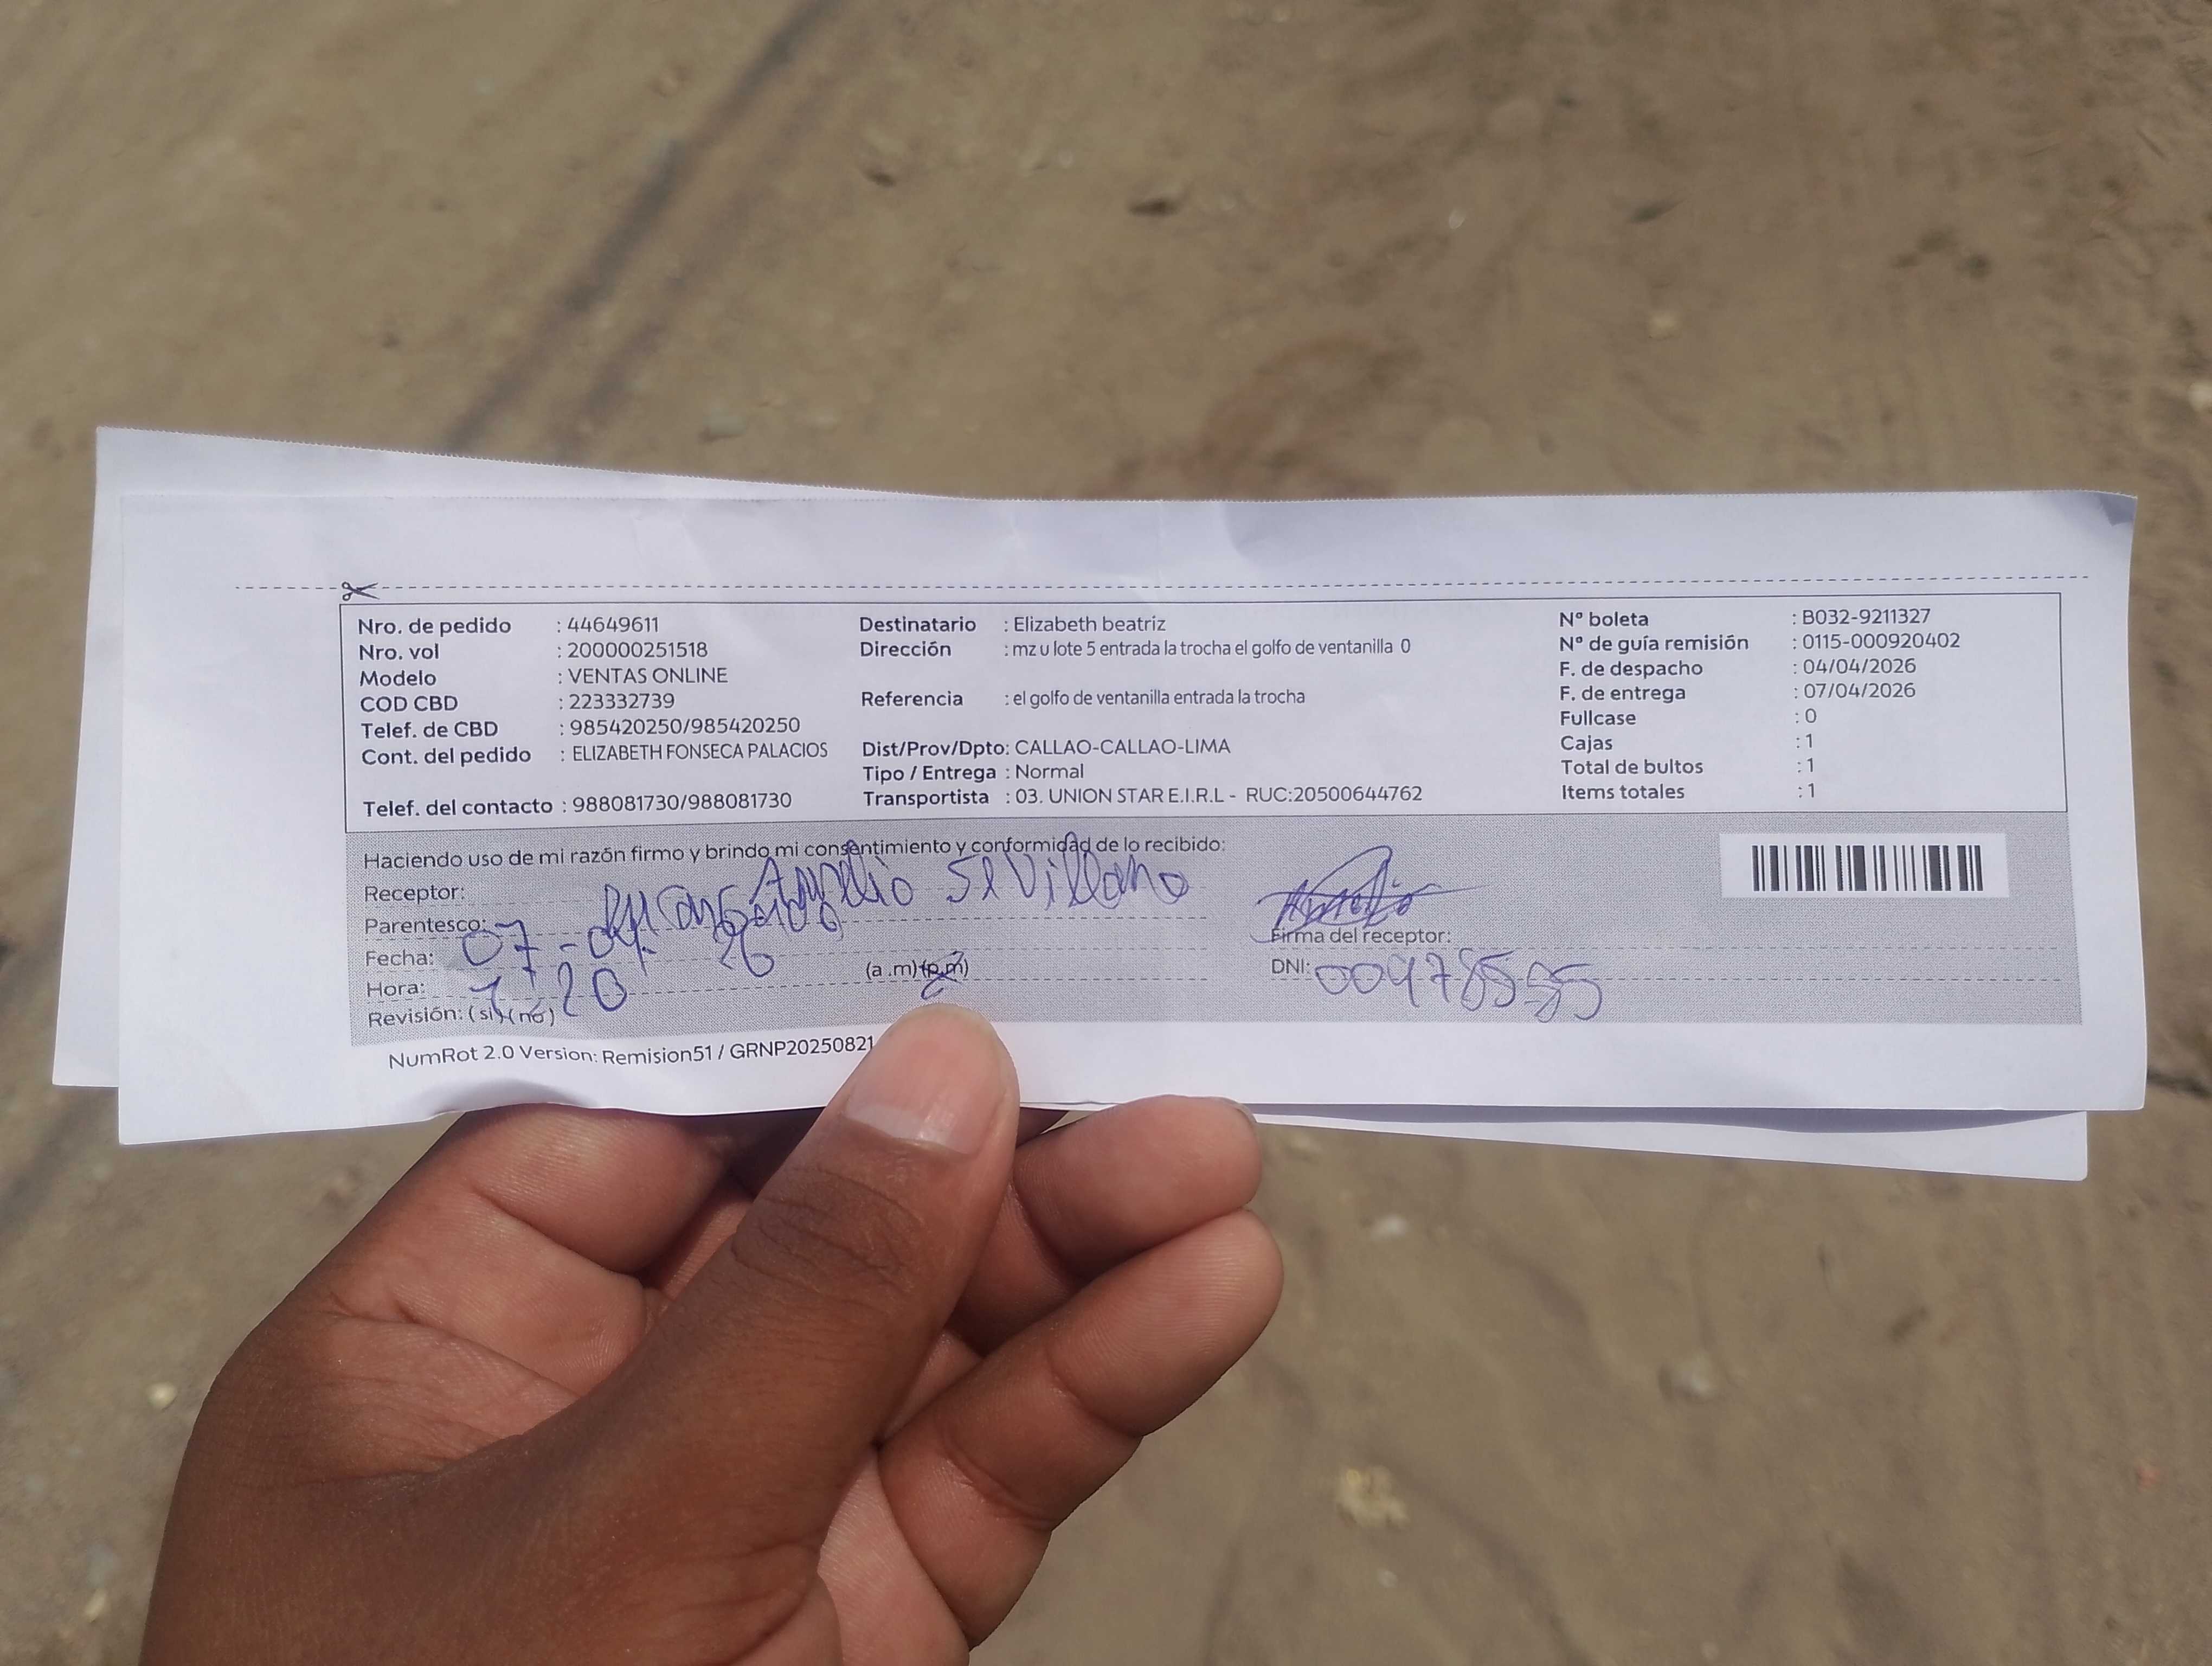 Nro. de pedido : 44649611
Nro. vol : 200000251518
Modelo : VENTAS ONLINE
COD CBD : 223332739
Telef. de CBD : 985420250/985420250
Cont. del pedido : ELIZABETH FONSECA PALACIOS
Telef. del contacto : 988081730/988081730
Destinatario : Elizabeth beatriz
Dirección : mz u lote 5 entrada la trocha el golfo de ventanilla 0
Referencia : el golfo de ventanilla entrada la trocha
Dist/Prov/Dpto: CALLAO-CALLAO-LIMA
Tipo / Entrega : Normal
Transportista : 03. UNION STAR E.I.R.L - RUC:20500644762
Nº boleta : B032-9211327
Nº de guía remisión : 0115-000920402
F. de despacho : 04/04/2026
F. de entrega : 07/04/2026
Fullcase : 0
Cajas : 1
Total de bultos : 1
Items totales : 1
Haciendo uso de mi razón firmo y brindo mi consentimiento y conformidad de lo recibido:
Receptor: Sevillano
Parentesco: Encargado
Fecha: 07-04-26
Hora: 1:20 (a .m)(p.m)
Revisión: (si) (no)
Firma del receptor:
DNI: 00978585
NumRot 2.0 Version: Remision51 / GRNP20250821